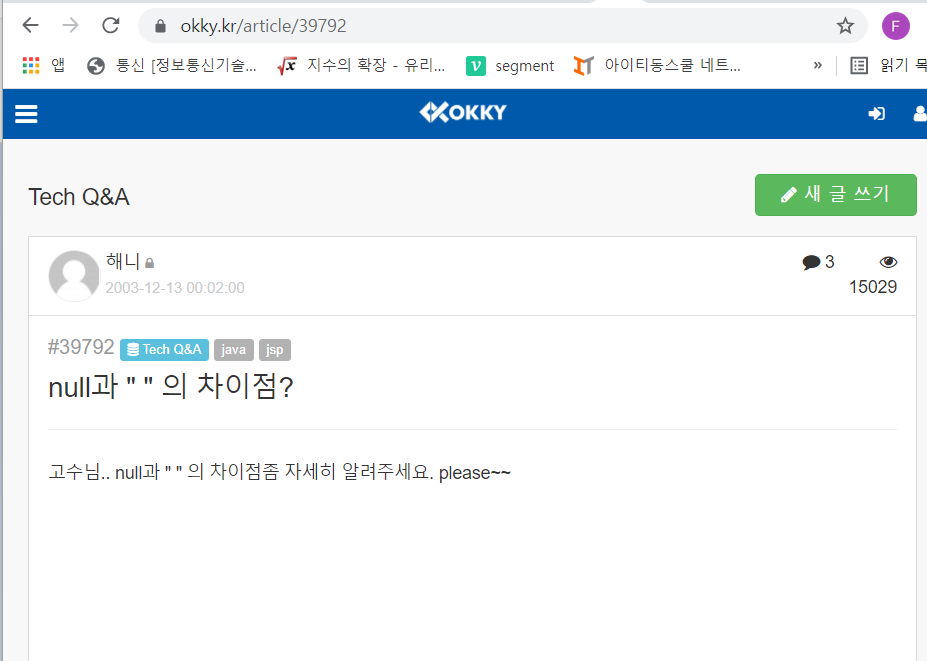 okky.kr/article/39792
F
앱
통신 [정보통신기술...
지수의 확장 - 유리...
segment
아이티동스쿨 네트...
»
읽기 목
OKKY
Tech Q&A
새 글 쓰기
해니
3
2003-12-13 00:02:00
15029
#39792 Tech Q&A java jsp
null과 " " 의 차이점?
고수님.. null과 " " 의 차이점좀 자세히 알려주세요. please~~